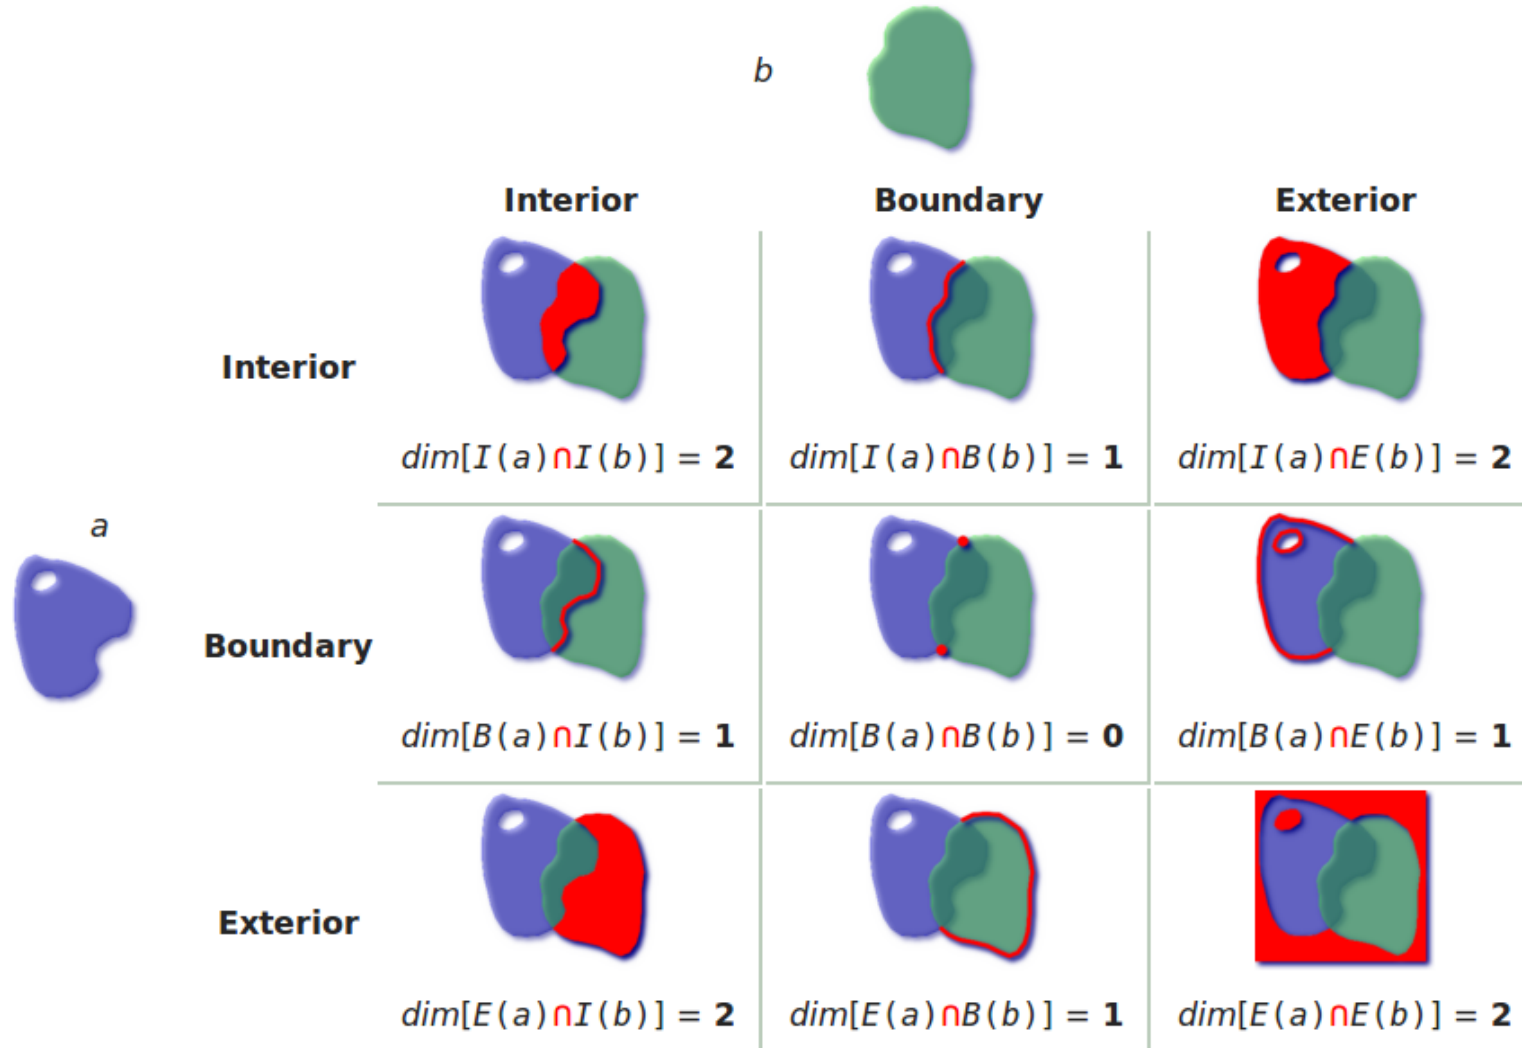 b
Interior Boundary Exterior
Interior
dim[I(a)∩I(b)] = 2 dim[I(a)∩B(b)] = 1 dim[I(a)∩E(b)] = 2
a
Boundary
dim[B(a)∩I(b)] = 1 dim[B(a)∩B(b)] = 0 dim[B(a)∩E(b)] = 1
Exterior
dim[E(a)∩I(b)] = 2 dim[E(a)∩B(b)] = 1 dim[E(a)∩E(b)] = 2